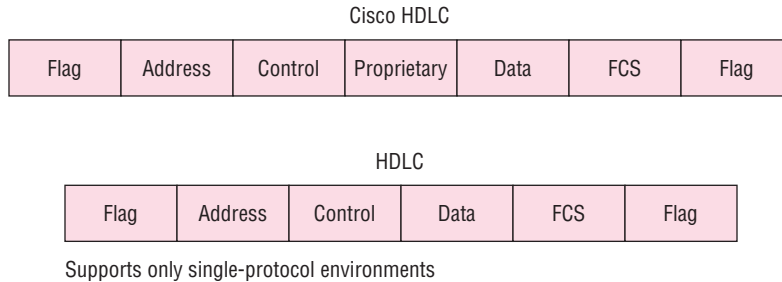 Cisco HDLC
Flag Address Control Proprietary Data FCS Flag
HDLC
Flag Address Control Data FCS Flag
Supports only single-protocol environments